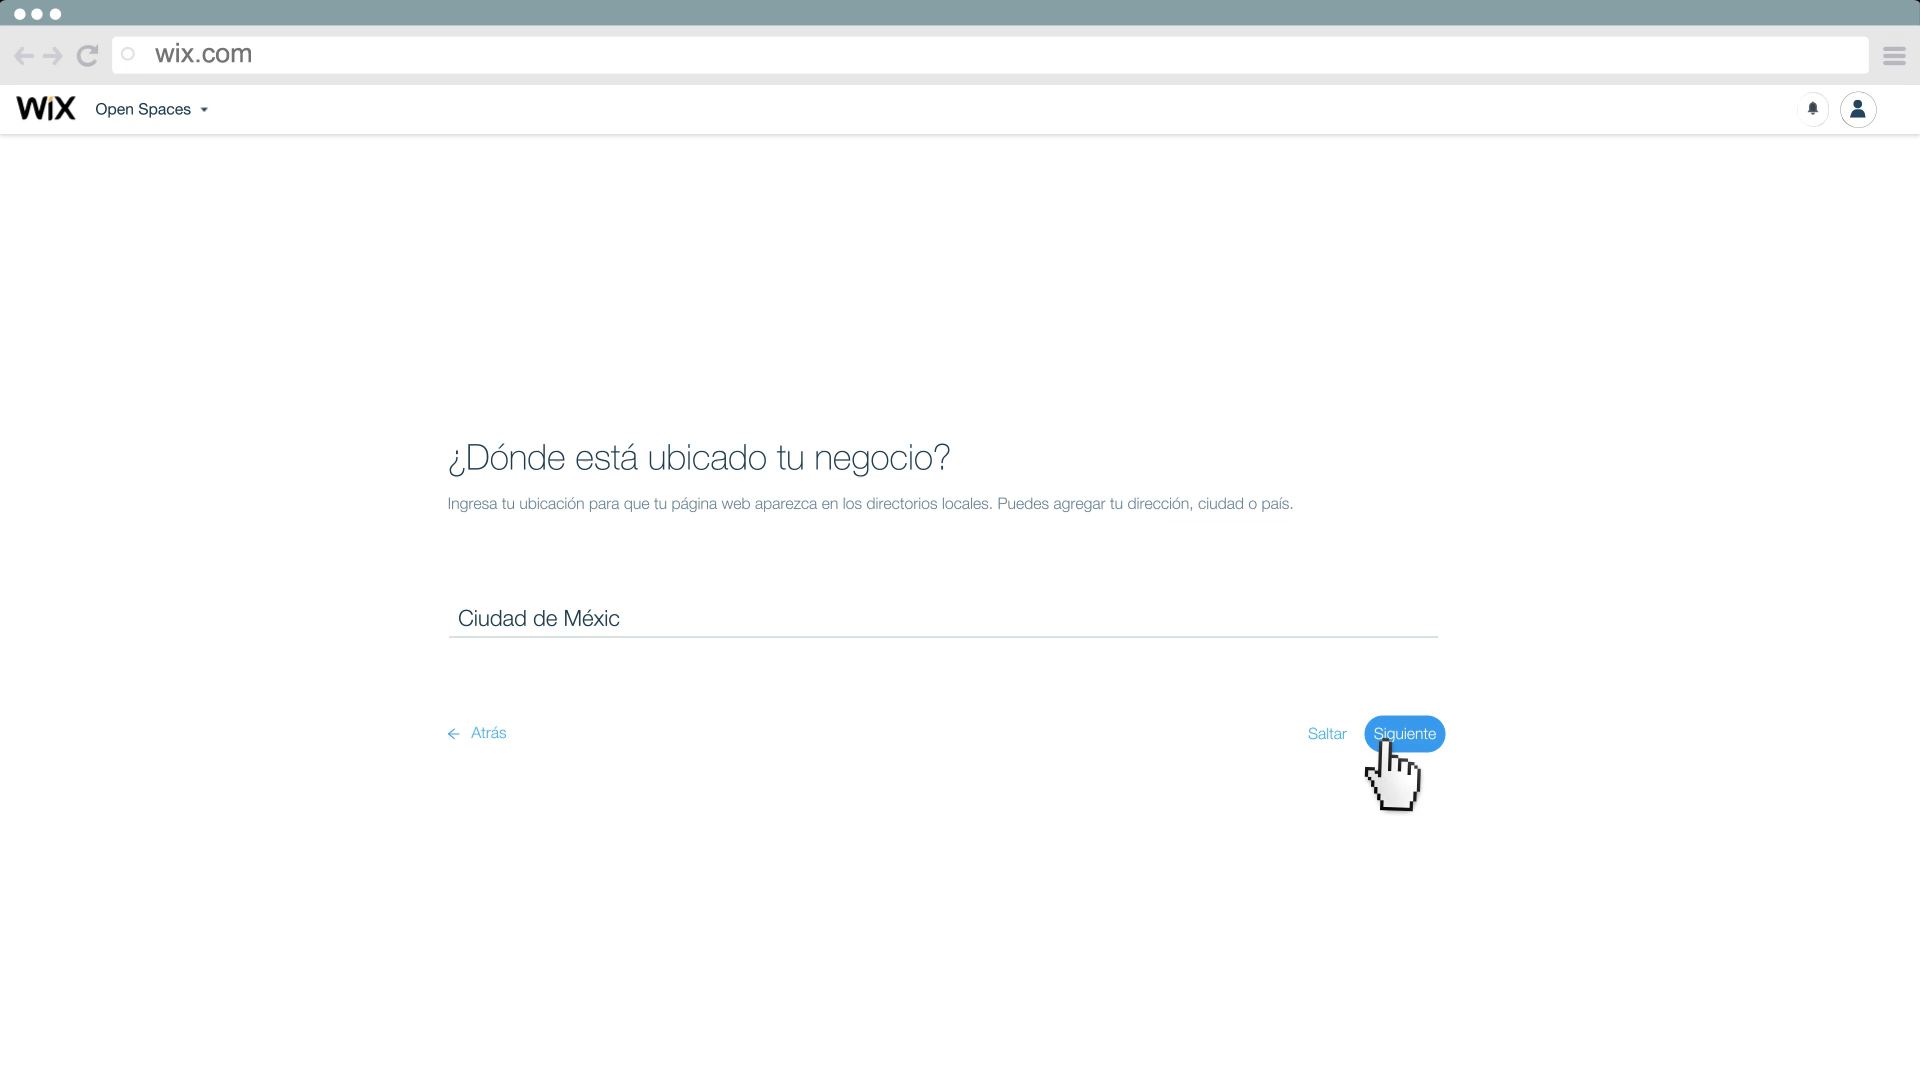 wix.com
WiX
Open Spaces
¿Dónde está ubicado tu negocio?
Ingresa tu ubicación para que tu página web aparezca en los directorios locales. Puedes agregar tu dirección, ciudad o país.
Ciudad de Méxic
Atrás
Saltar
Siguiente